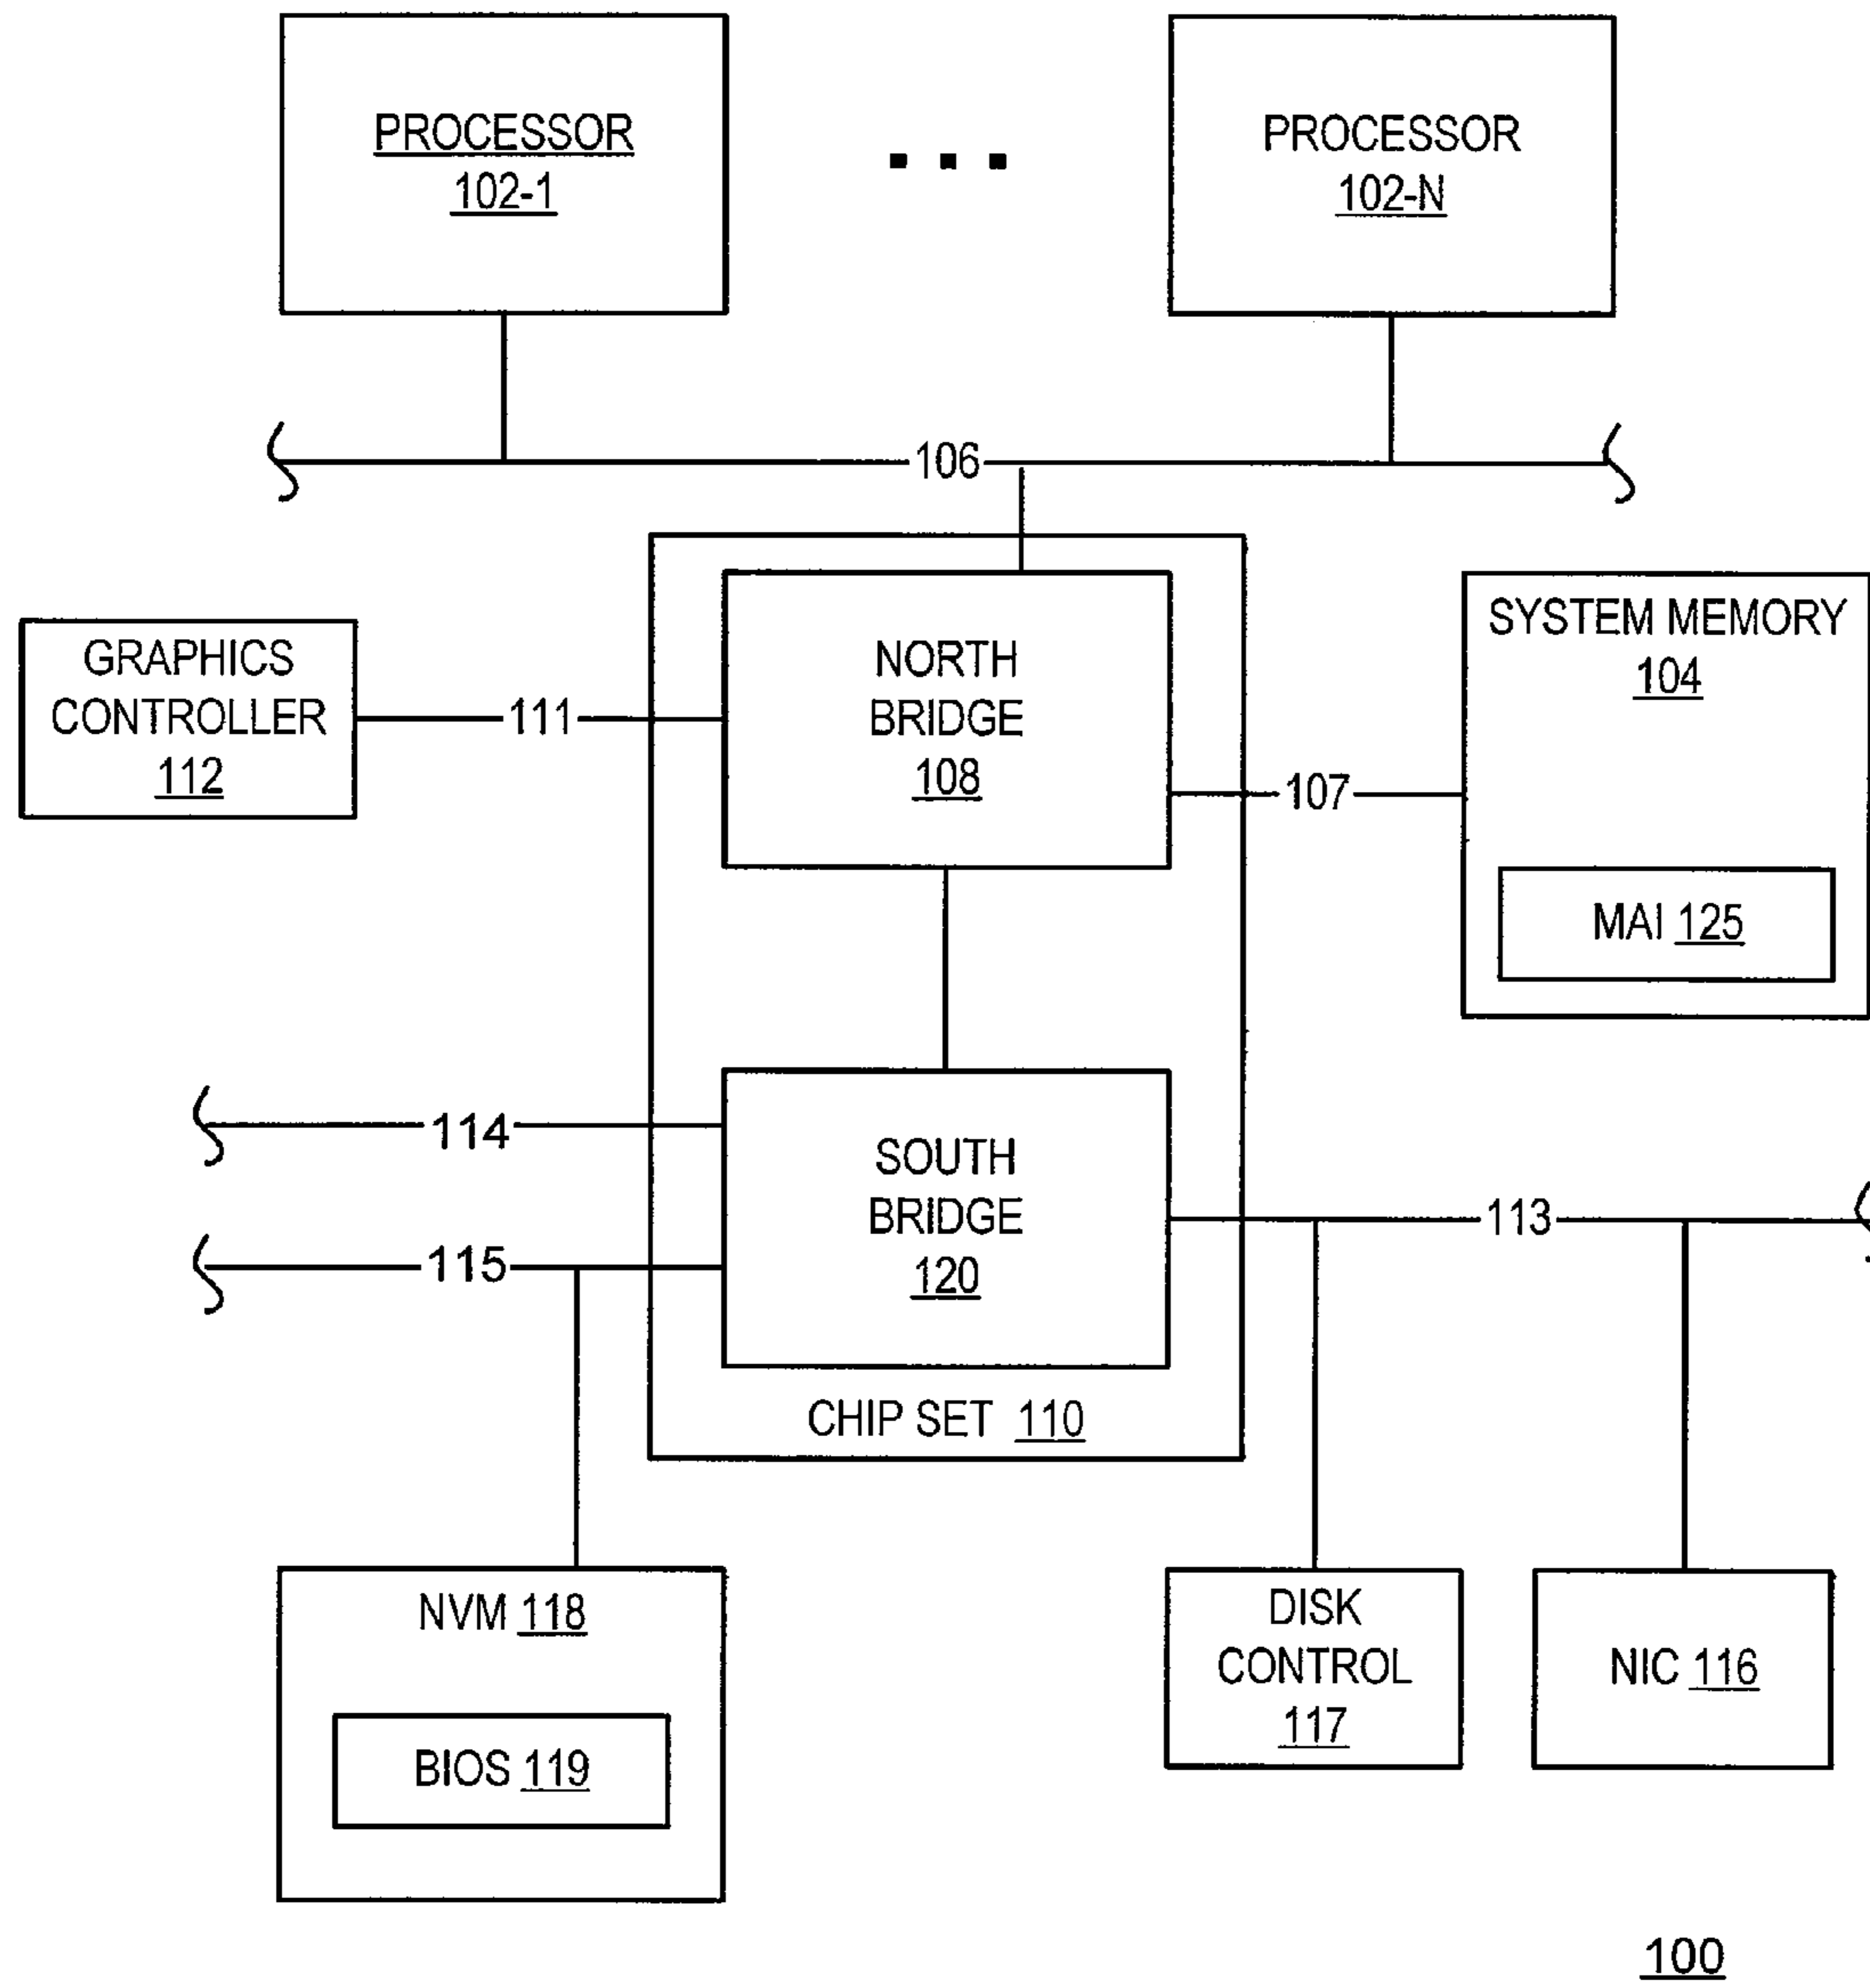 PROCESSOR
102-1
PROCESSOR
102-N
106
GRAPHICS
CONTROLLER
112
111
NORTH
BRIDGE
108
107
SYSTEM MEMORY
104
MAI 125
114
115
SOUTH
BRIDGE
120
113
CHIP SET 110
NVM 118
BIOS 119
DISK
CONTROL
117
NIC 116
100